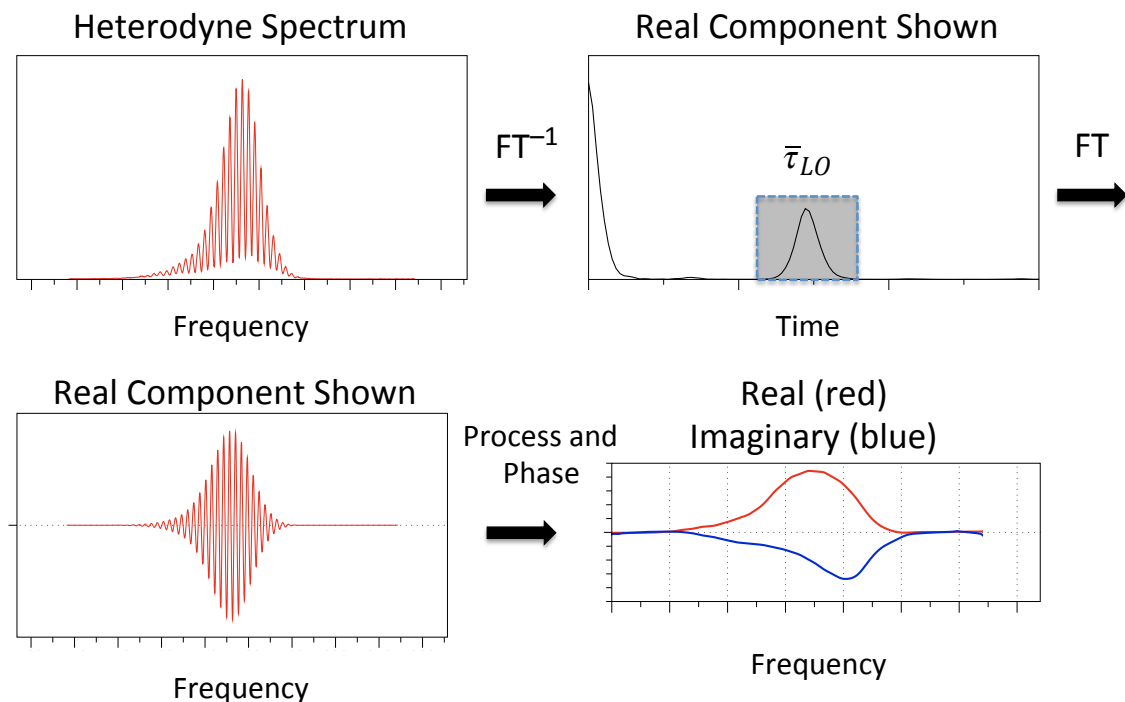 Heterodyne Spectrum
Real Component Shown
FT⁻¹
τ̅LO
FT
Frequency
Time
Real Component Shown
Process and
Phase
Real (red)
Imaginary (blue)
Frequency
Frequency